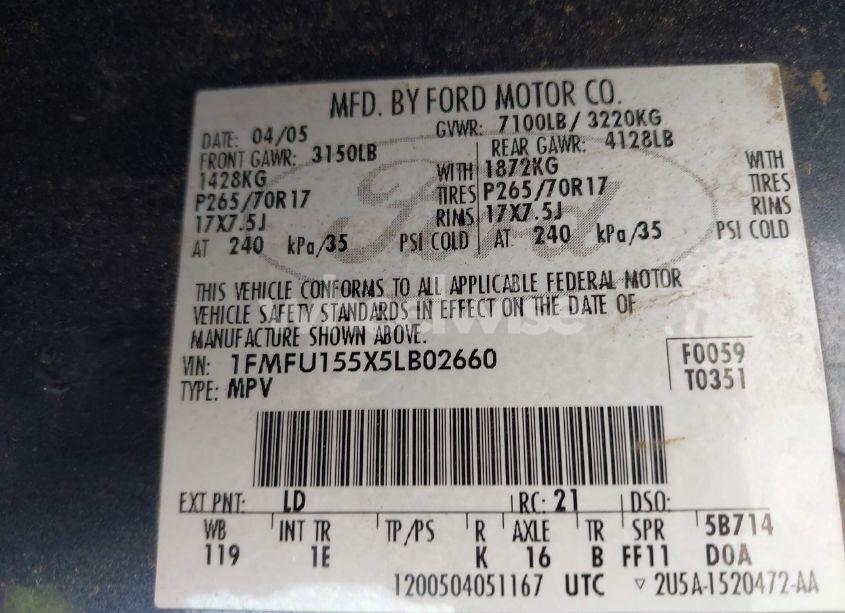 MFD. BY FORD MOTOR CO.
DATE: 04/05 GVWR: 7100LB / 3220KG
FRONT GAWR: 3150LB REAR GAWR: 4128LB
1428KG WITH 1872KG WITH
P265/70R17 TIRES P265/70R17 TIRES
17X7.5J RIMS 17X7.5J RIMS
AT 240 kPa/35 PSI COLD AT 240 kPa/35 PSI COLD
Ford
THIS VEHICLE CONFORMS TO ALL APPLICABLE FEDERAL MOTOR
VEHICLE SAFETY STANDARDS IN EFFECT ON THE DATE OF
MANUFACTURE SHOWN ABOVE.
VIN: 1FMFU155X5LB02660 F0059
TYPE: MPV T0351
EXT PNT: LD RC: 21 DSO:
WB INT TR TP/PS R AXLE TR SPR 5B714
119 1E K 16 B FF11 D0A
1200504051167 UTC ▽ 2U5A-1520472-AA